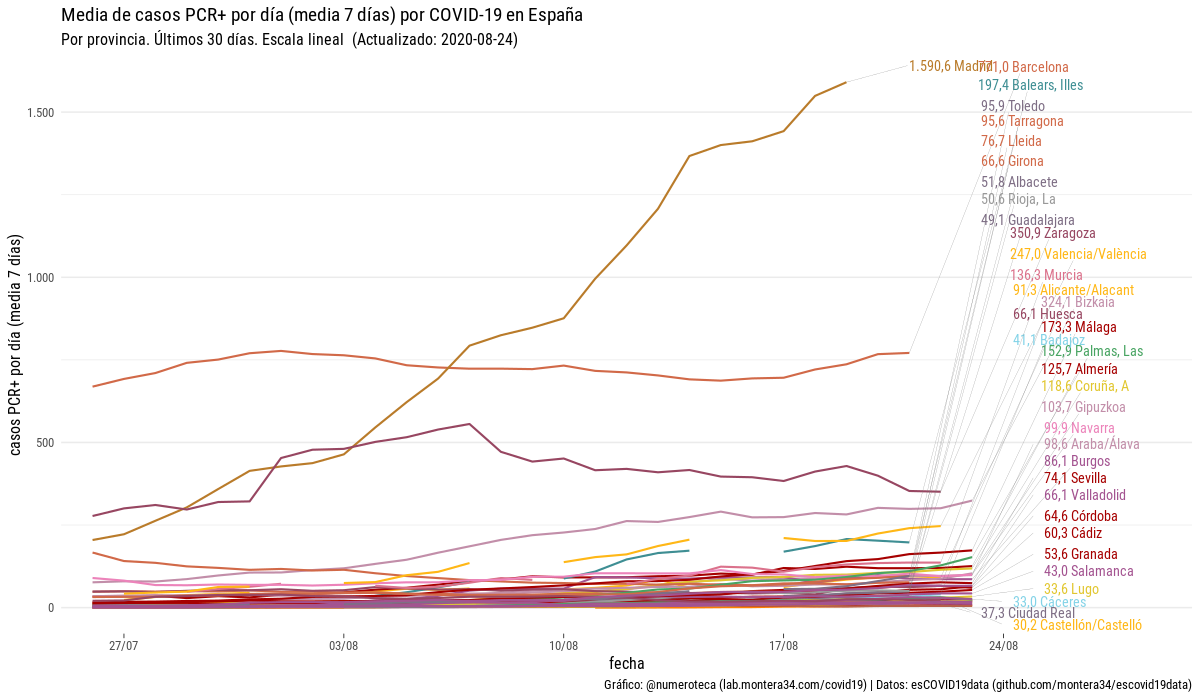 Media de casos PCR+ por día (media 7 días) por COVID-19 en España
Por provincia. Últimos 30 días. Escala lineal (Actualizado: 2020-08-24)
casos PCR+ por día (media 7 días)
1.500
1.000
500
0
1.590,6 Madrid
771,0 Barcelona
197,4 Balears, Illes
95,9 Toledo
95,6 Tarragona
76,7 Lleida
66,6 Girona
51,8 Albacete
50,6 Rioja, La
49,1 Guadalajara
350,9 Zaragoza
247,0 Valencia/València
136,3 Murcia
91,3 Alicante/Alacant
324,1 Bizkaia
66,1 Huesca
173,3 Málaga
41,1 Badajoz
152,9 Palmas, Las
125,7 Almería
118,6 Coruña, A
103,7 Gipuzkoa
99,9 Navarra
98,6 Araba/Álava
86,1 Burgos
74,1 Sevilla
66,1 Valladolid
64,6 Córdoba
60,3 Cádiz
53,6 Granada
43,0 Salamanca
33,6 Lugo
33,0 Cáceres
37,3 Ciudad Real
30,2 Castellón/Castelló
27/07
03/08
10/08
17/08
24/08
fecha
Gráfico: @numeroteca (lab.montera34.com/covid19) | Datos: esCOVID19data (github.com/montera34/escovid19data)